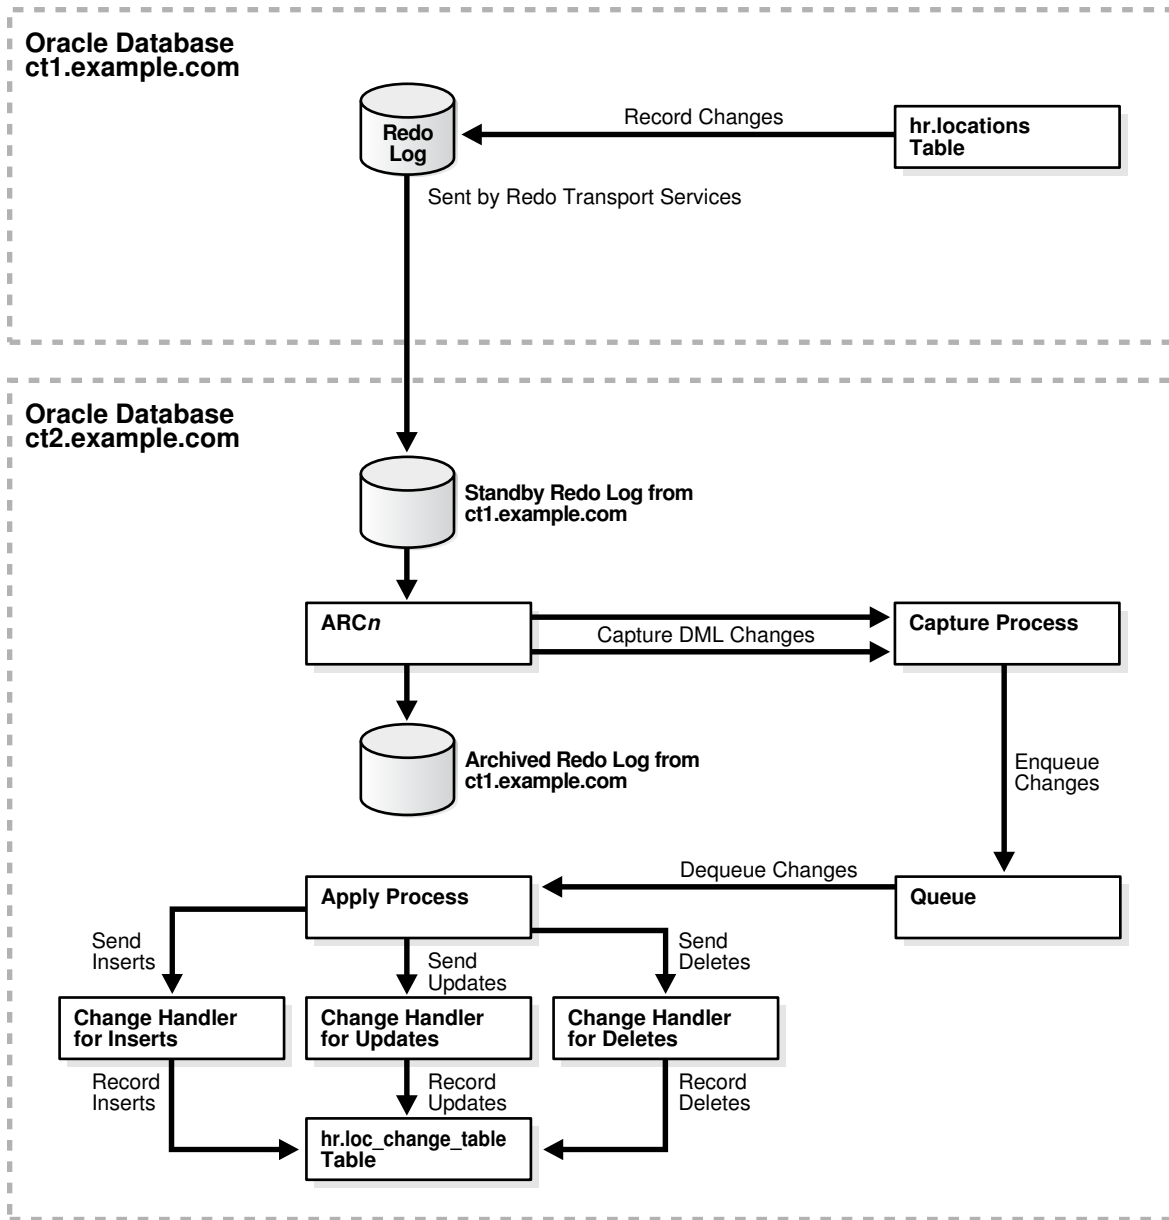 Oracle Database
ct1.example.com
Redo
Log
Record Changes
hr.locations
Table
Sent by Redo Transport Services
Oracle Database
ct2.example.com
Standby Redo Log from
ct1.example.com
ARCn
Capture DML Changes
Capture Process
Archived Redo Log from
ct1.example.com
Enqueue
Changes
Dequeue Changes
Apply Process
Queue
Send
Inserts
Send
Updates
Send
Deletes
Change Handler
for Inserts
Change Handler
for Updates
Change Handler
for Deletes
Record
Inserts
Record
Updates
Record
Deletes
hr.loc_change_table
Table